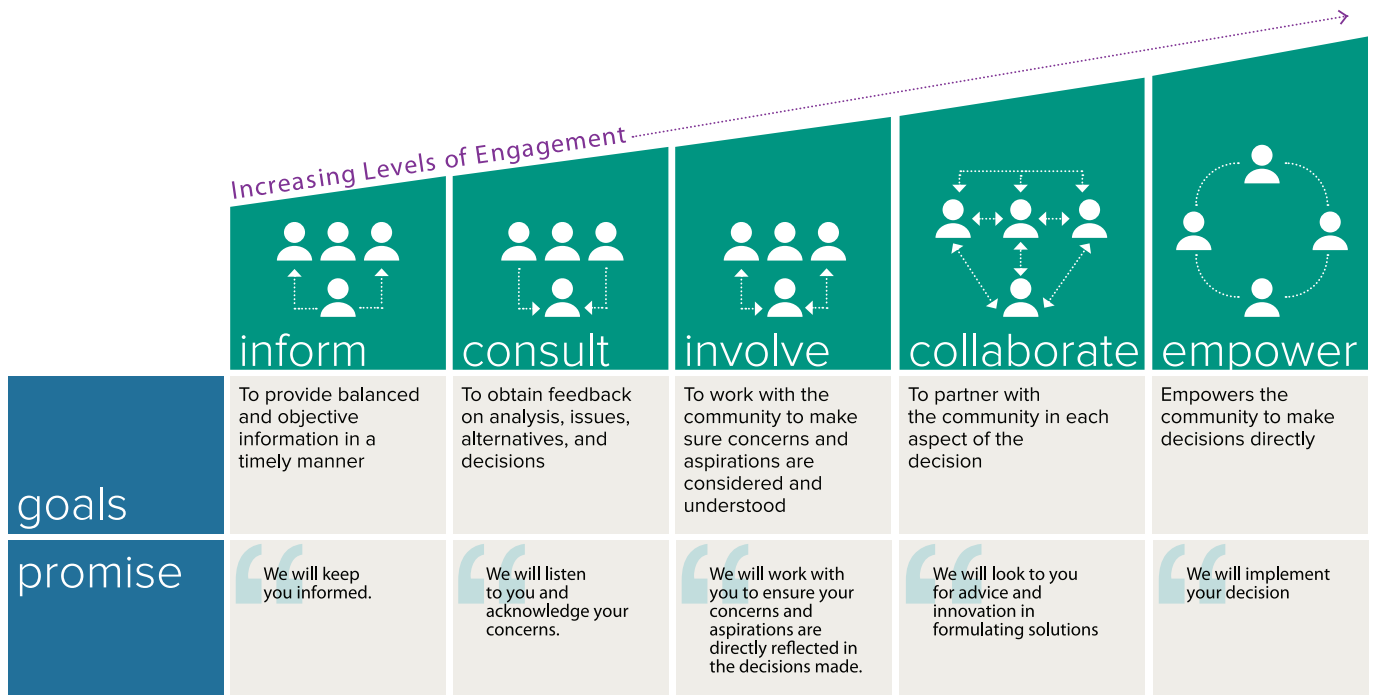 Increasing Levels of Engagement
inform
consult
involve
collaborate
empower
goals
To provide balanced
and objective
information in a
timely manner
To obtain feedback
on analysis, issues,
alternatives, and
decisions
To work with the
community to make
sure concerns and
aspirations are
considered and
understood
To partner with
the community in each
aspect of the
decision
Empowers the
community to make
decisions directly
promise
“
We will keep
you informed.
“
We will listen
to you and
acknowledge your
concerns.
“
We will work with
you to ensure your
concerns and
aspirations are
directly reflected in
the decisions made.
“
We will look to you
for advice and
innovation in
formulating solutions
“
We will implement
your decision